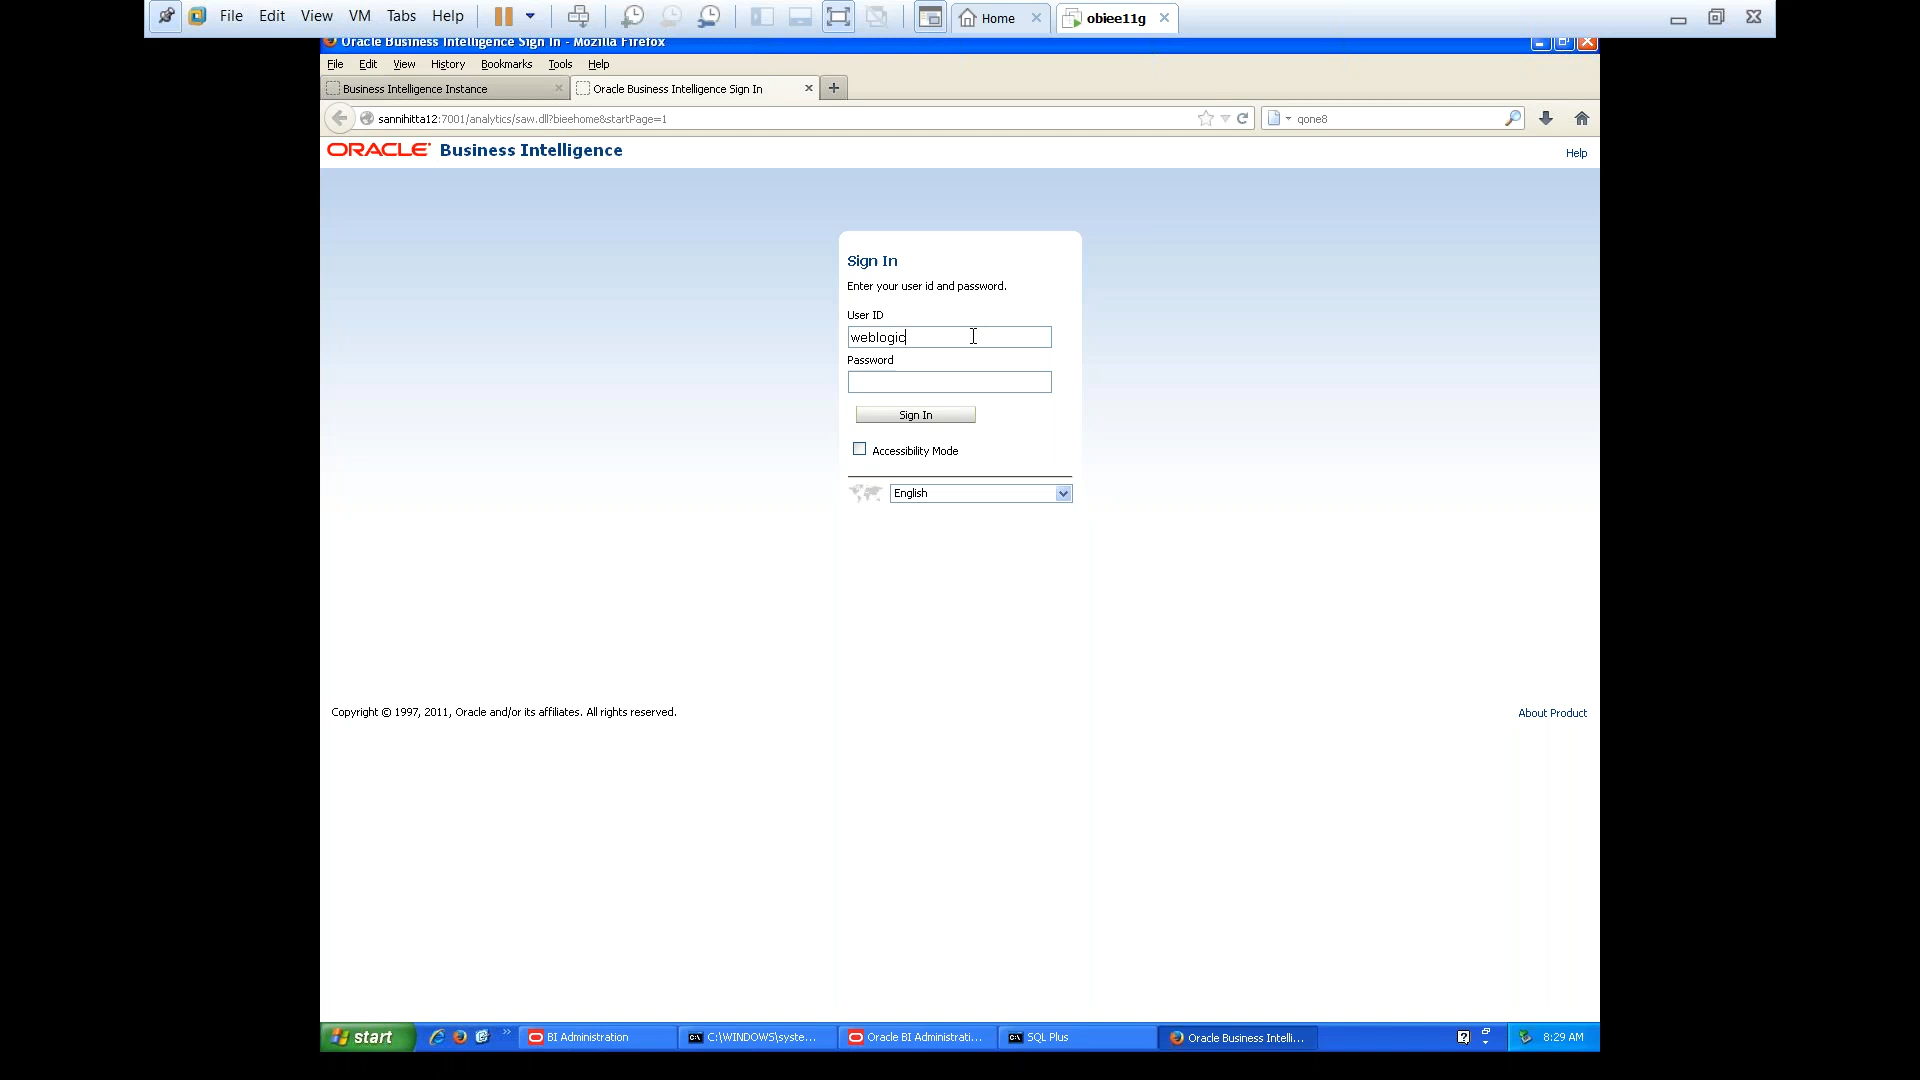 File Edit View VM Tabs Help Home obiee11g
Oracle Business Intelligence Sign In - Mozilla Firefox
File Edit View History Bookmarks Tools Help
Business Intelligence Instance Oracle Business Intelligence Sign In
sannihitta12:7001/analytics/saw.dll?bieehome&startPage=1 qone8
ORACLE Business Intelligence
Help
Sign In
Enter your user id and password.
User ID
weblogic
Password
Sign In
Accessibility Mode
English
Copyright © 1997, 2011, Oracle and/or its affiliates. All rights reserved.
About Product
start BI Administration C:\WINDOWS\syste... Oracle BI Administrati... SQL Plus Oracle Business Intelli... 8:29 AM